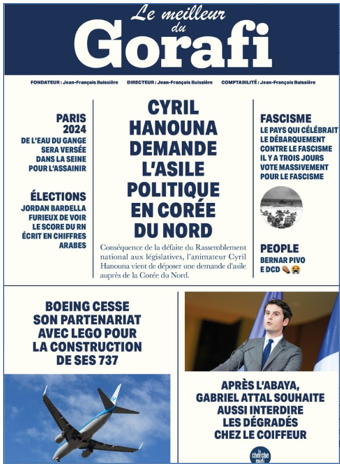 Le meilleur
du
Gorafi
FONDATEUR : Jean-François Buissière
DIRECTEUR : Jean-François Buissière
COMPTABILITÉ : Jean-François Buissière
PARIS
2024
DE L'EAU DU GANGE
SERA VERSÉE
DANS LA SEINE
POUR L'ASSAINIR
ÉLECTIONS
JORDAN BARDELLA
FURIEUX DE VOIR
LE SCORE DU RN
ÉCRIT EN CHIFFRES
ARABES
CYRIL
HANOUNA
DEMANDE
L'ASILE
POLITIQUE
EN CORÉE
DU NORD
Conséquence de la défaite du Rassemblement
national aux législatives, l'animateur Cyril
Hanouna vient de déposer une demande d'asile
auprès de la Corée du Nord.
FASCISME
LE PAYS QUI CÉLÉBRAIT
LE DÉBARQUEMENT
CONTRE LE FASCISME
IL Y A TROIS JOURS
VOTE MASSIVEMENT
POUR LE FASCISME
PEOPLE
BERNAR PIVO
E DCD ⚰️😭
BOEING CESSE
SON PARTENARIAT
AVEC LEGO POUR LA
CONSTRUCTION
DE SES 737
APRÈS L'ABAYA,
GABRIEL ATTAL SOUHAITE
AUSSI INTERDIRE
LES DÉGRADÉS
CHEZ LE COIFFEUR
cherche
midi